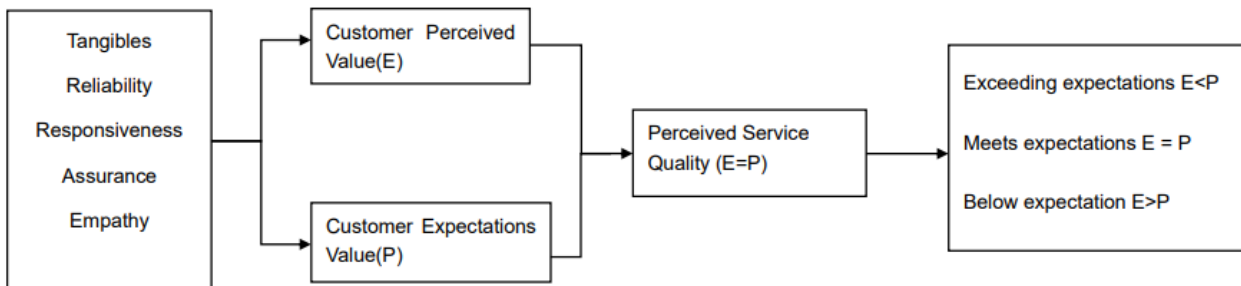 Tangibles
Reliability
Responsiveness
Assurance
Empathy
Customer Perceived
Value(E)
Customer Expectations
Value(P)
Perceived Service
Quality (E=P)
Exceeding expectations E<P
Meets expectations E = P
Below expectation E>P